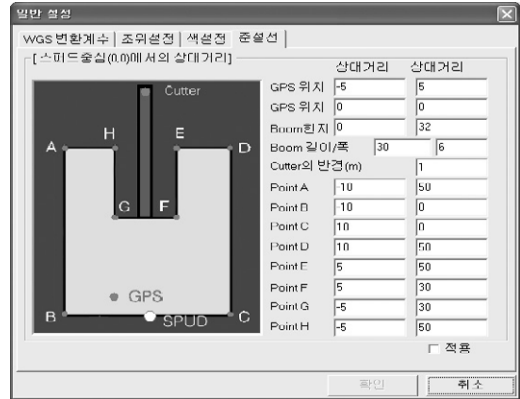 일반 설정
WGS변환계수 조위설정 색설정 준설선
[스퍼드중심(0,0)에서의 상대거리]
상대거리 상대거리
Cutter
GPS 위치 -5 5
GPS 위치 0 0
Boom힌지 0 32
Boom 길이/폭 30 6
Cutter의 반경(m) 1
Point A -10 50
Point B -10 0
Point C 10 0
Point D 10 50
Point E 5 50
Point F 5 30
Point G -5 30
Point H -5 50
H E
A D
G F
GPS
B SPUD C
적용
확인 취소